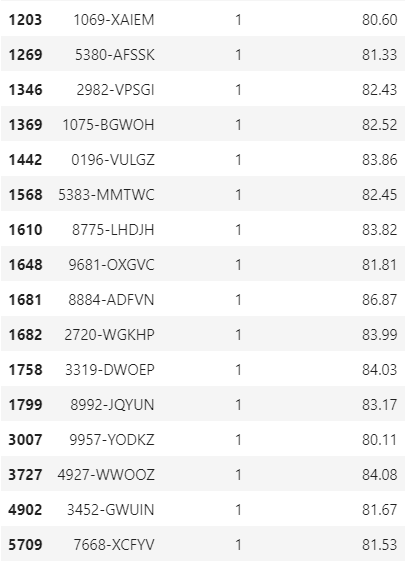 1203 1069-XAIEM 1 80.60
1269 5380-AFSSK 1 81.33
1346 2982-VPSGI 1 82.43
1369 1075-BGWOH 1 82.52
1442 0196-VULGZ 1 83.86
1568 5383-MMTWC 1 82.45
1610 8775-LHDJH 1 83.82
1648 9681-OXGVC 1 81.81
1681 8884-ADFVN 1 86.87
1682 2720-WGKHP 1 83.99
1758 3319-DWOEP 1 84.03
1799 8992-JQYUN 1 83.17
3007 9957-YODKZ 1 80.11
3727 4927-WWOOZ 1 84.08
4902 3452-GWUIN 1 81.67
5709 7668-XCFYV 1 81.53